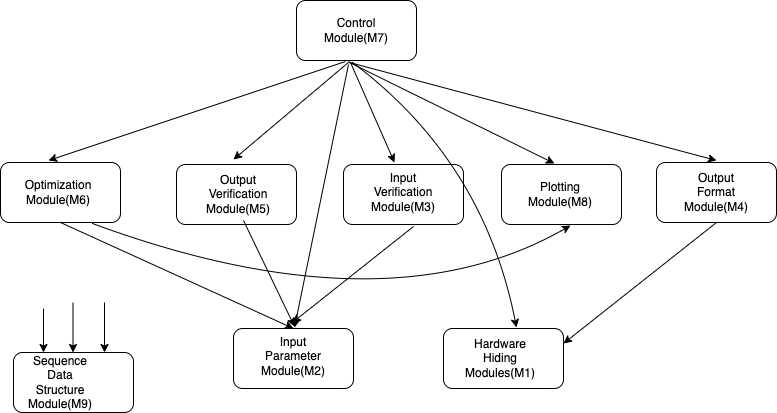 Control
Module(M7)
Optimization
Module(M6)
Output
Verification
Module(M5)
Input
Verification
Module(M3)
Plotting
Module(M8)
Output
Format
Module(M4)
Sequence
Data
Structure
Module(M9)
Input
Parameter
Module(M2)
Hardware
Hiding
Modules(M1)